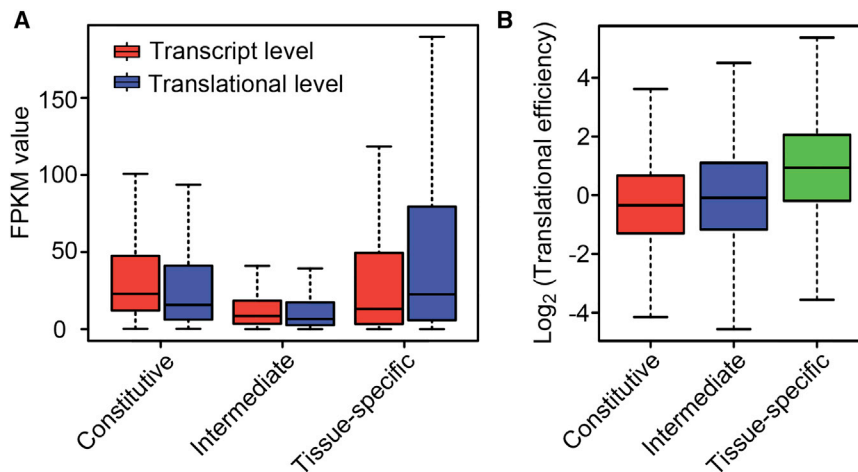 A
Transcript level
Translational level
FPKM value
150
100
50
0
Constitutive
Intermediate
Tissue-specific
B
Log2 (Translational efficiency)
4
2
0
-2
-4
Constitutive
Intermediate
Tissue-specific